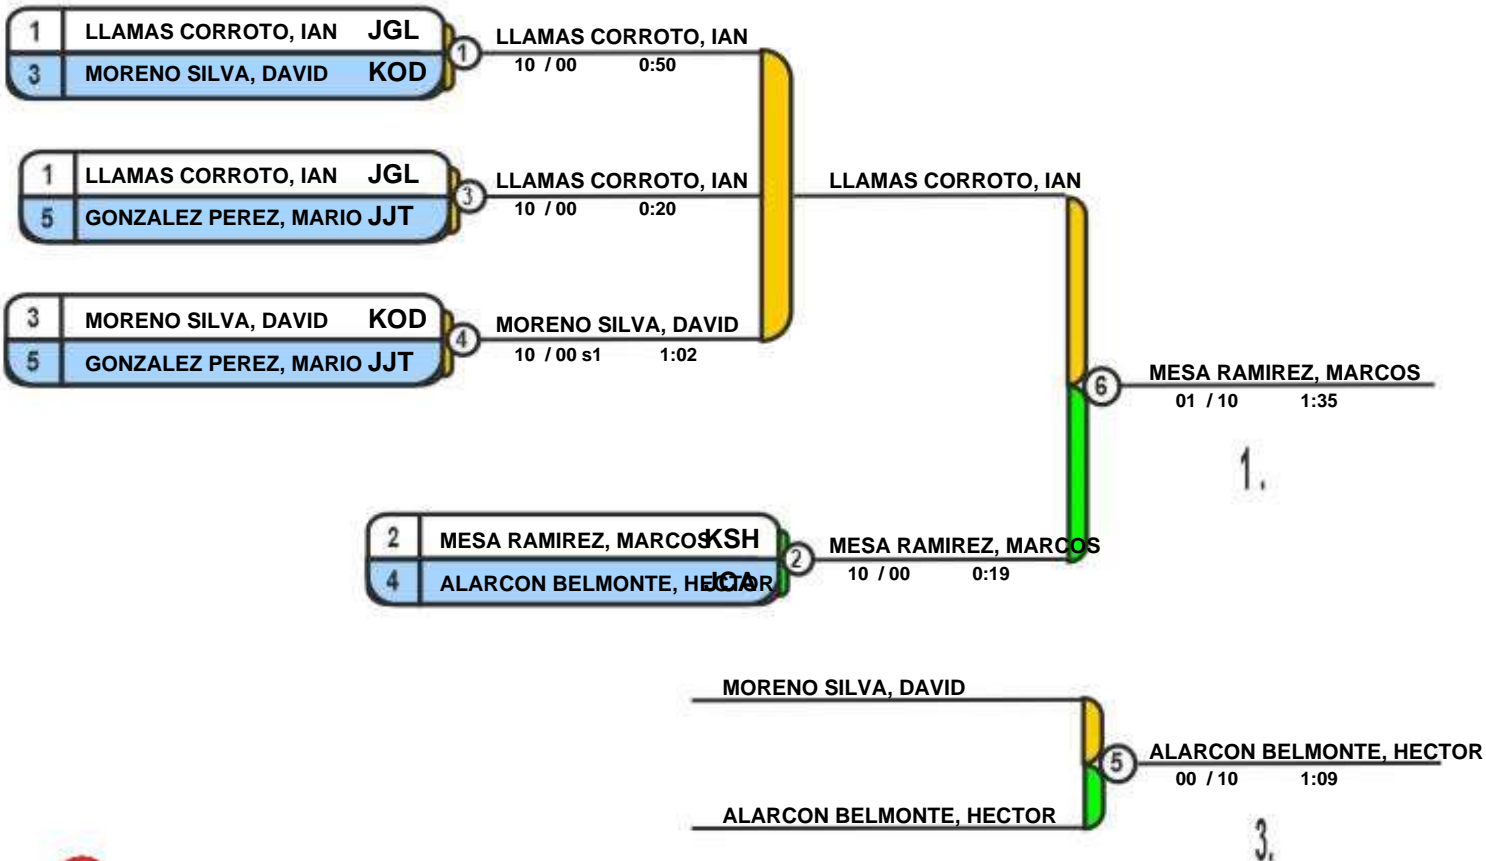 1 LLAMAS CORROTO, IAN JGL
3 MORENO SILVA, DAVID KOD
1 LLAMAS CORROTO, IAN
10 / 00 0:50
1 LLAMAS CORROTO, IAN JGL
5 GONZALEZ PEREZ, MARIO JJT
3 LLAMAS CORROTO, IAN
10 / 00 0:20
LLAMAS CORROTO, IAN
3 MORENO SILVA, DAVID KOD
5 GONZALEZ PEREZ, MARIO JJT
4 MORENO SILVA, DAVID
10 / 00 s1 1:02
6 MESA RAMIREZ, MARCOS
01 / 10 1:35
1.
2 MESA RAMIREZ, MARCOS KSH
4 ALARCON BELMONTE, HECTOR
2 MESA RAMIREZ, MARCOS
10 / 00 0:19
MORENO SILVA, DAVID
ALARCON BELMONTE, HECTOR
5 ALARCON BELMONTE, HECTOR
00 / 10 1:09
3.